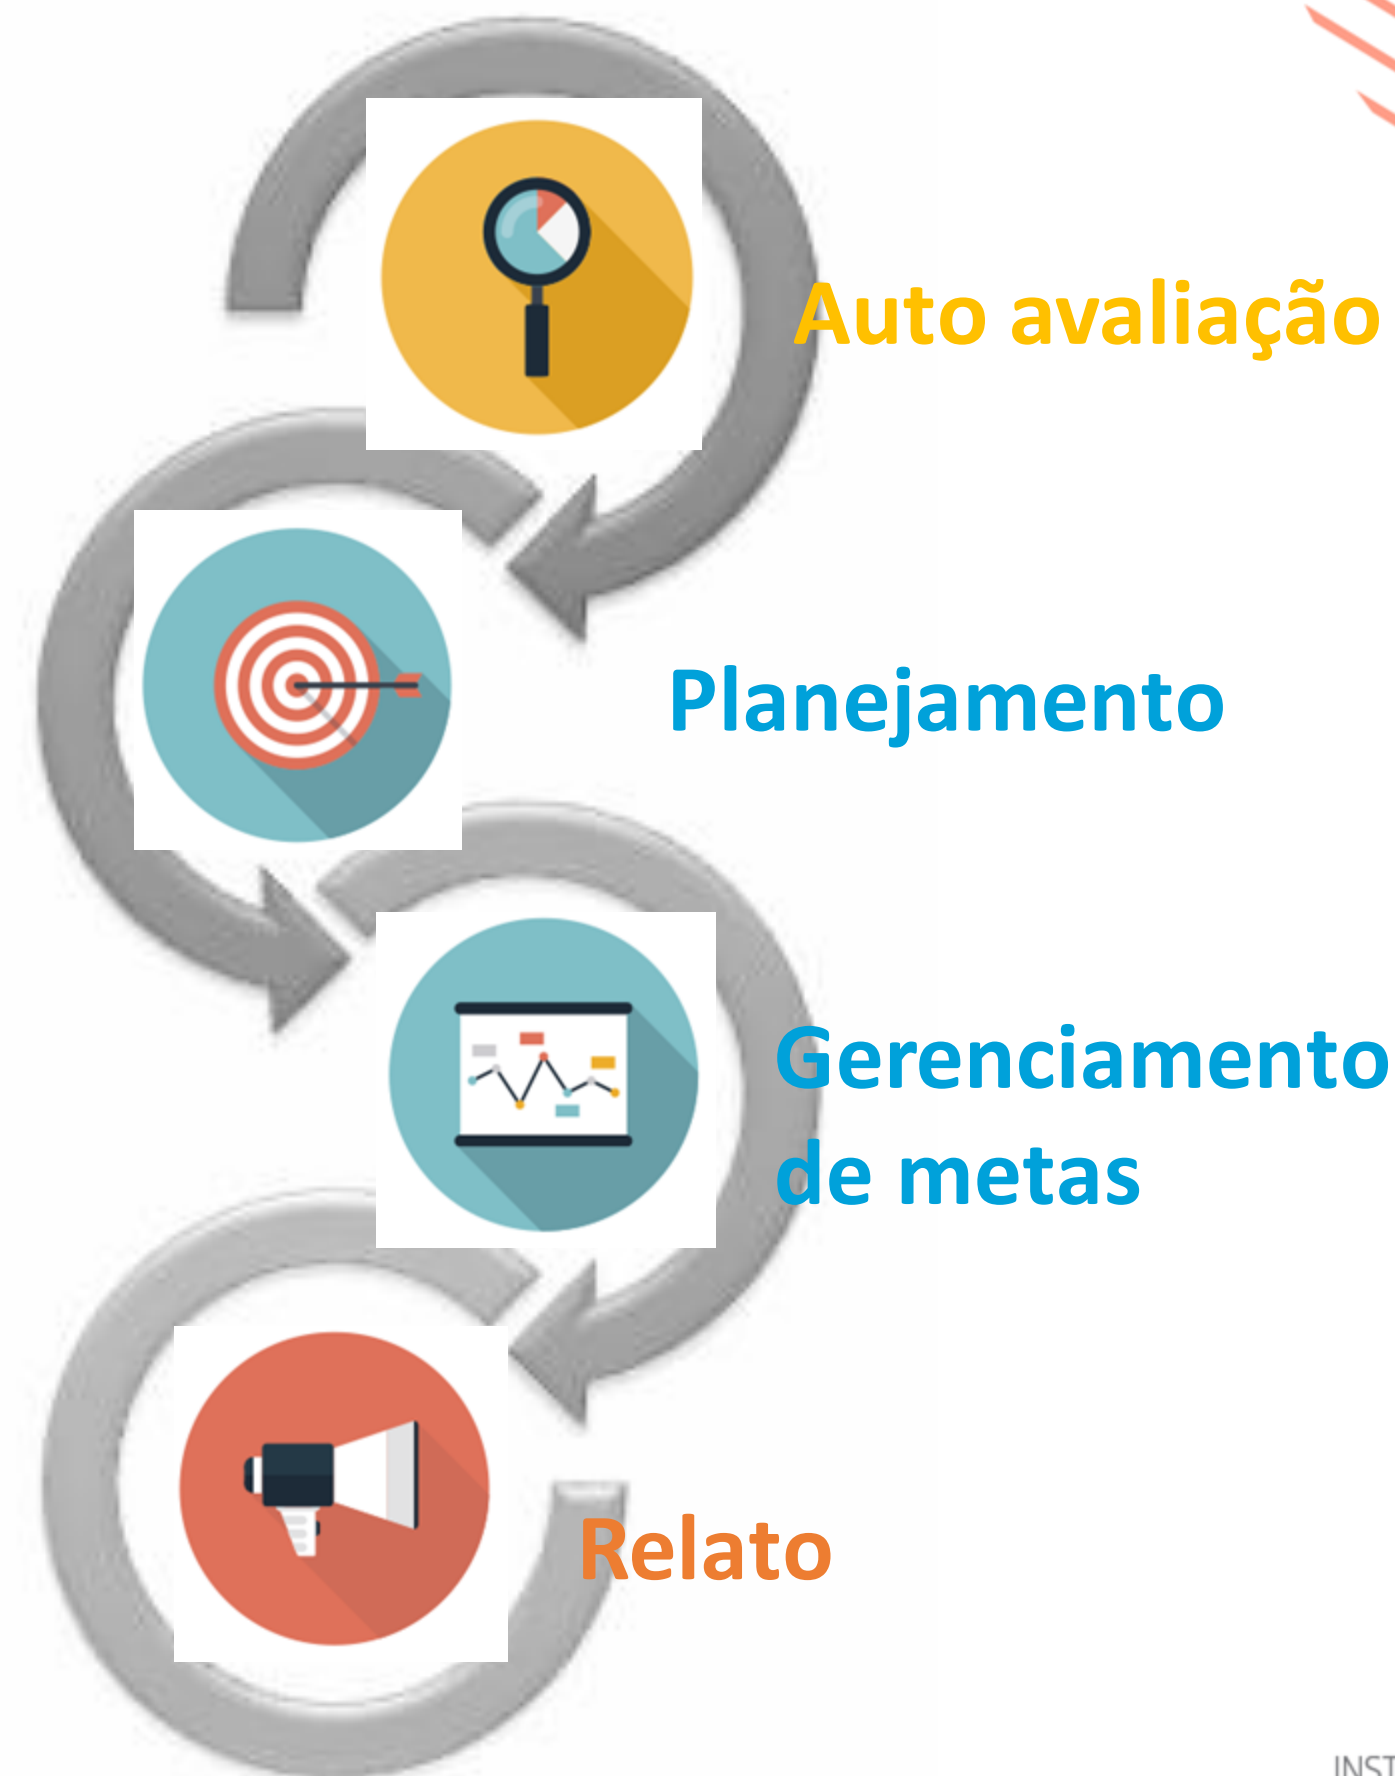 Auto avaliação
Planejamento
Gerenciamento
de metas
Relato